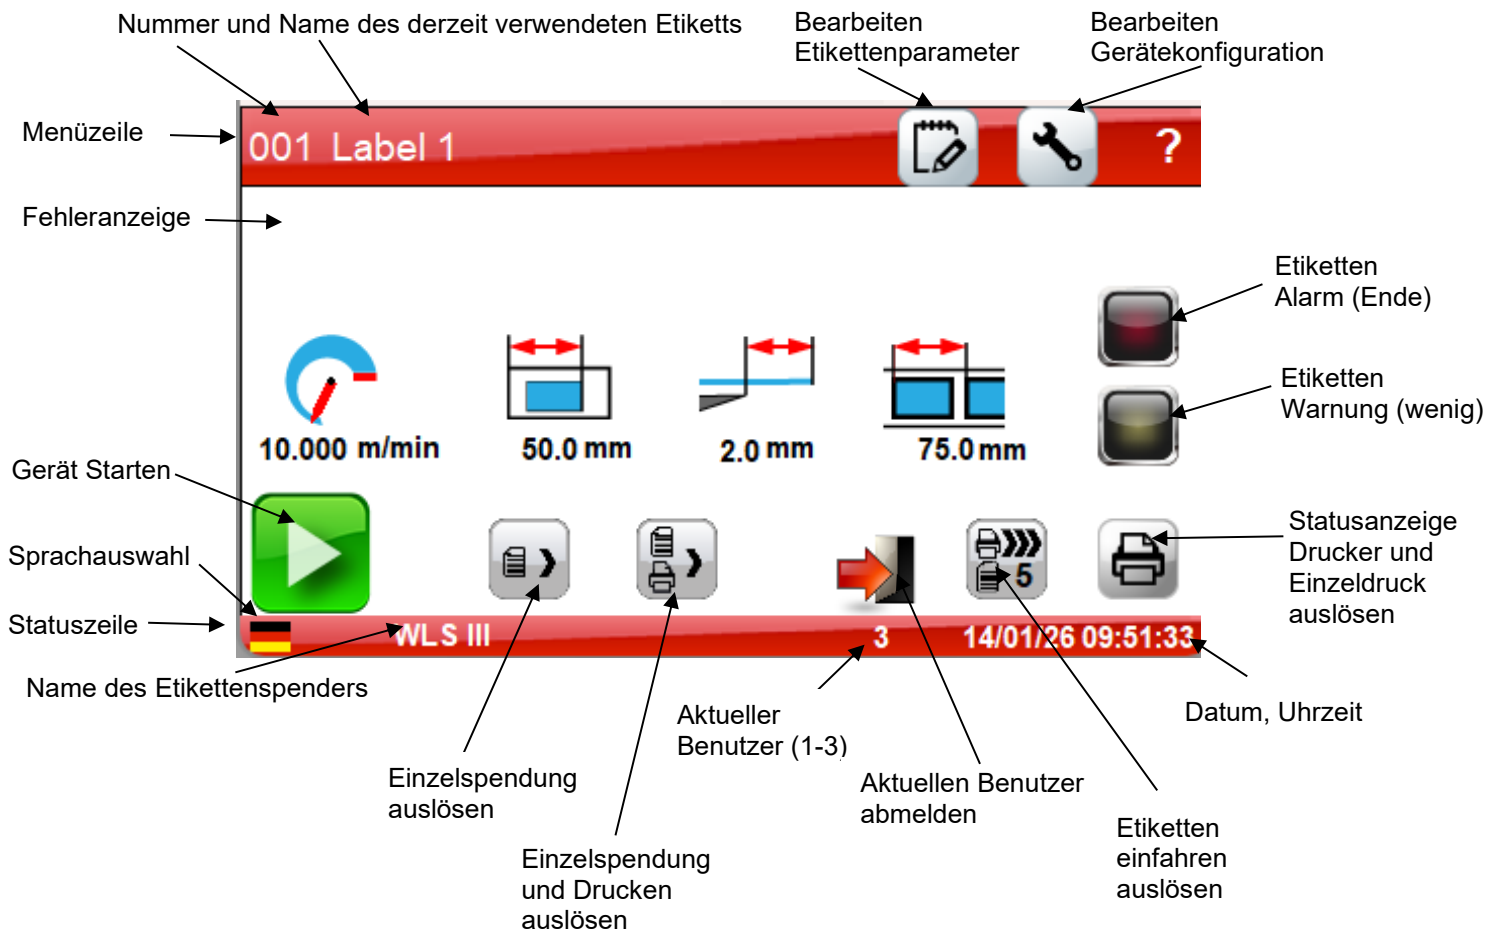 Nummer und Name des derzeit verwendeten Etiketts
Bearbeiten
Etikettenparameter
Bearbeiten
Gerätekonfiguration
Menüzeile
001 Label 1
?
Fehleranzeige
Etiketten
Alarm (Ende)
Etiketten
Warnung (wenig)
10.000 m/min
50.0 mm
2.0 mm
75.0 mm
Gerät Starten
5
Statusanzeige
Drucker und
Einzeldruck
auslösen
Sprachauswahl
Statuszeile
WLS III
3
14/01/26 09:51:33
Name des Etikettenspenders
Aktueller
Benutzer (1-3)
Datum, Uhrzeit
Einzelspendung
auslösen
Aktuellen Benutzer
abmelden
Etiketten
einfahren
auslösen
Einzelspendung
und Drucken
auslösen